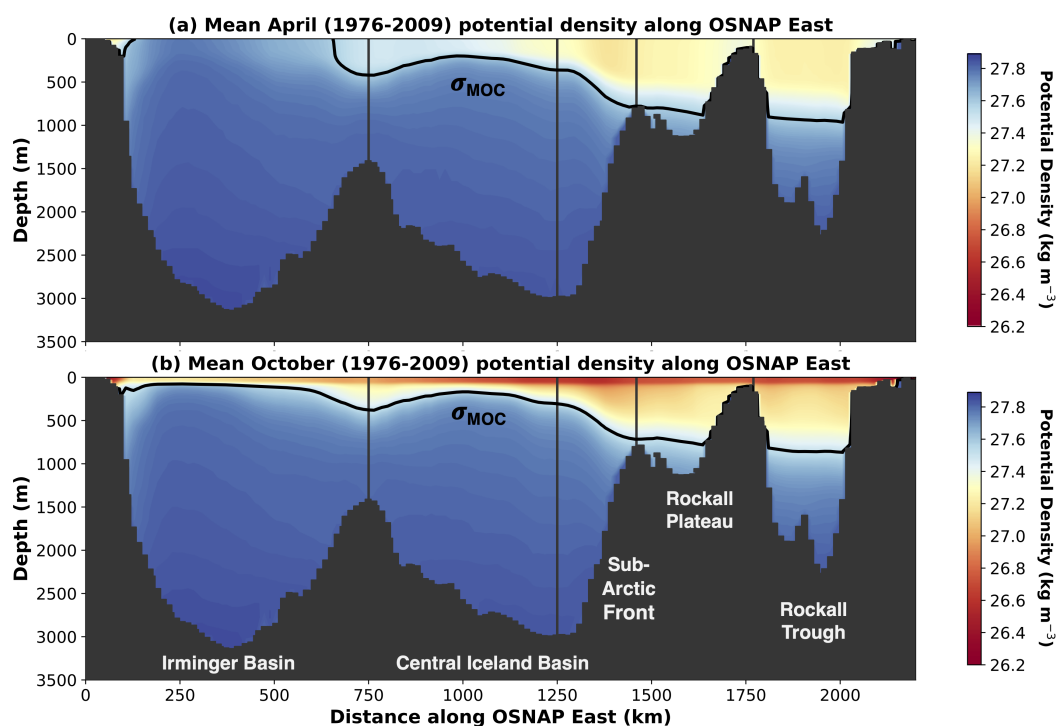 (a) Mean April (1976-2009) potential density along OSNAP East
0
500
1000
1500
2000
2500
3000
3500
Depth (m)
σMOC
27.8
27.6
27.4
27.2
27.0
26.8
26.6
26.4
26.2
Potential Density (kg m⁻³)
(b) Mean October (1976-2009) potential density along OSNAP East
0
500
1000
1500
2000
2500
3000
3500
Depth (m)
σMOC
Rockall
Plateau
Sub-
Arctic
Front
Rockall
Trough
Irminger Basin
Central Iceland Basin
27.8
27.6
27.4
27.2
27.0
26.8
26.6
26.4
26.2
Potential Density (kg m⁻³)
0
250
500
750
1000
1250
1500
1750
2000
Distance along OSNAP East (km)